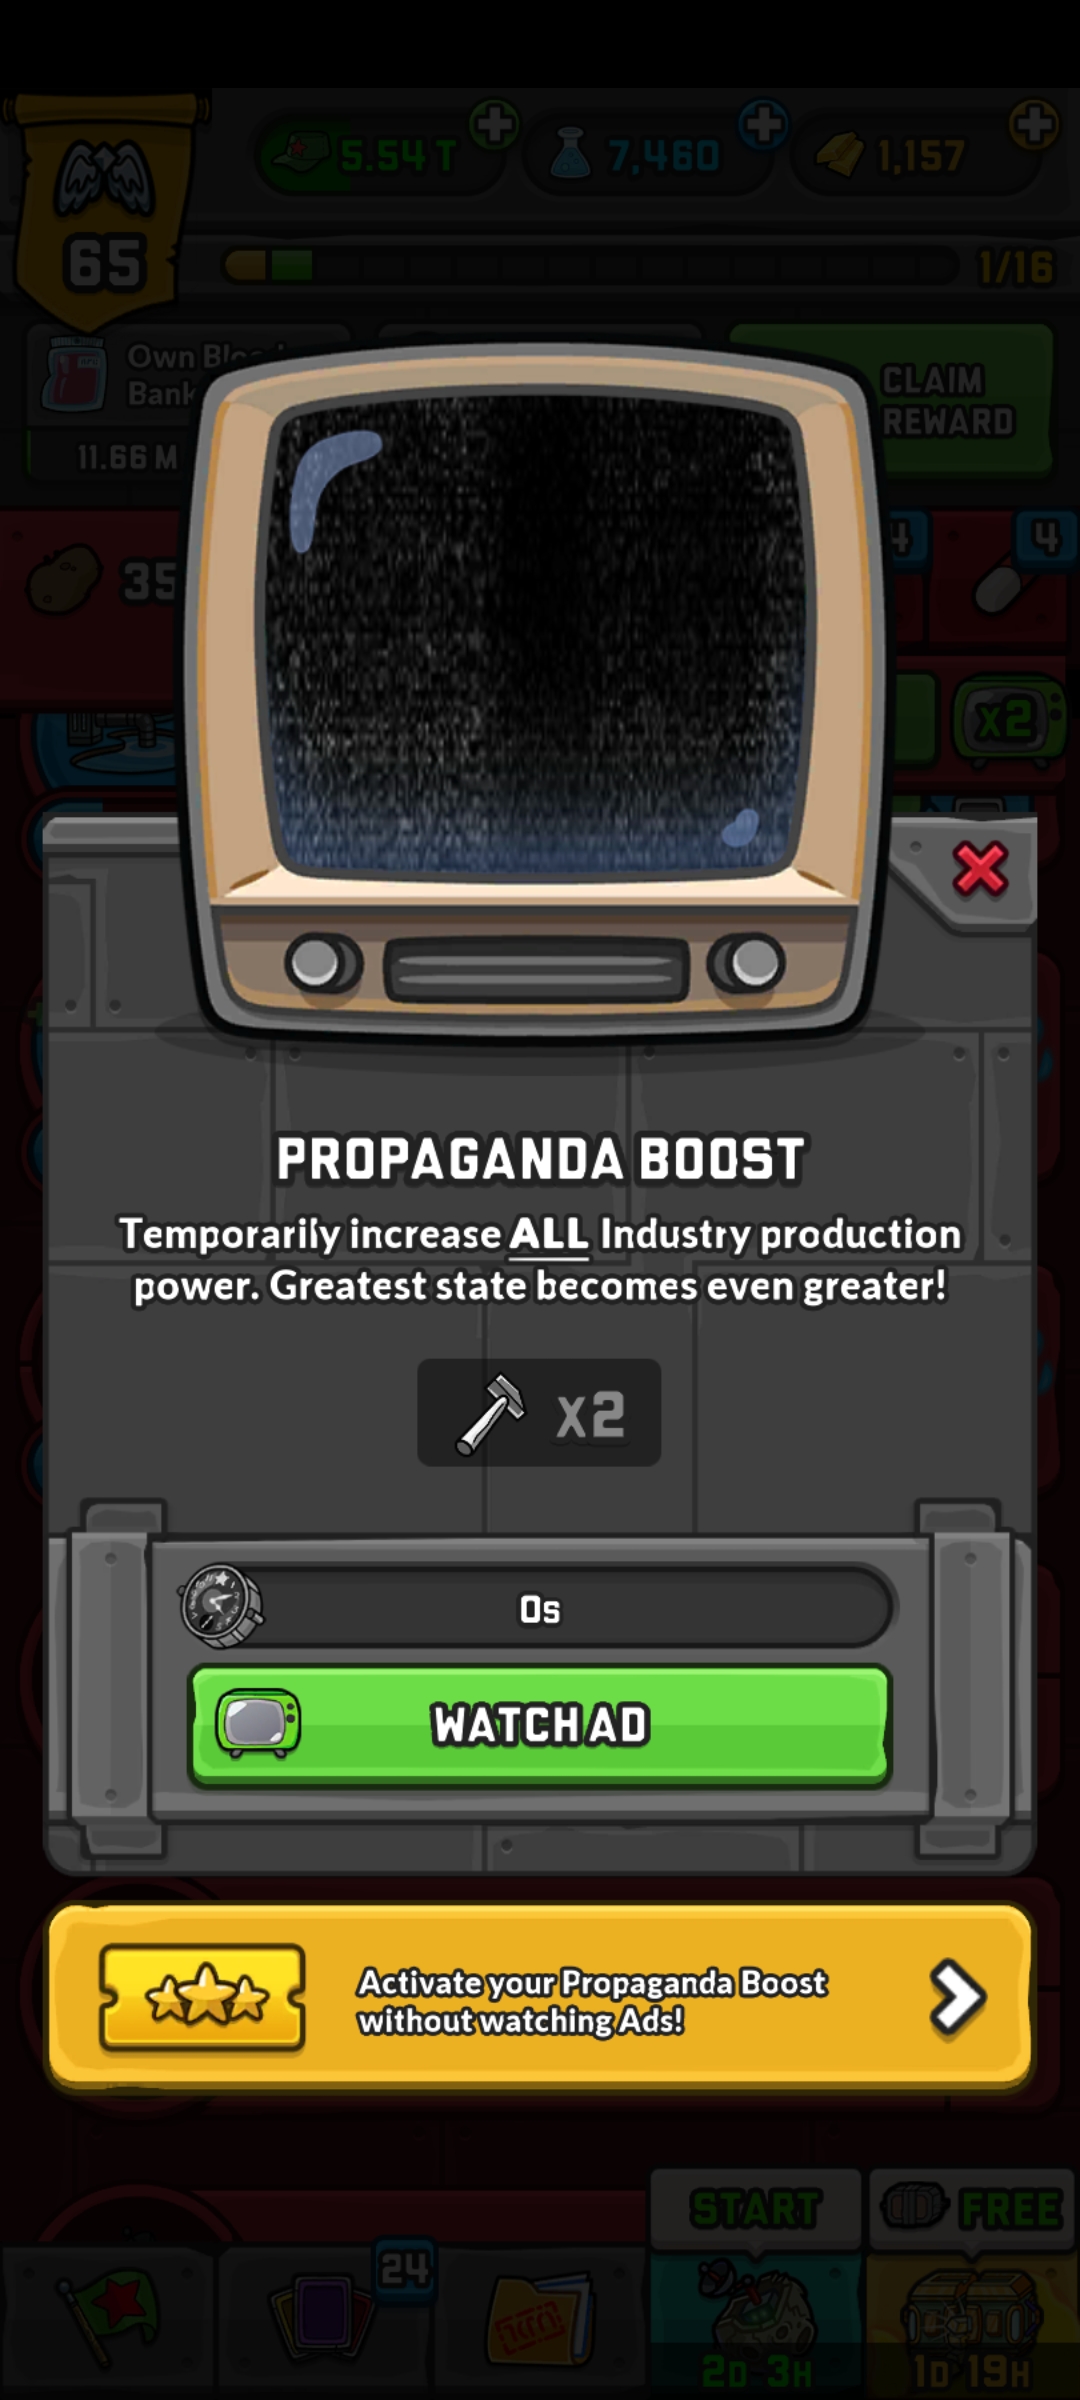 5.54 T
7,460
1,157
65
1/16
Own Blood
Bank
11.66 M
CLAIM
REWARD
35
4
4
x2
PROPAGANDA BOOST
Temporarily increase ALL Industry production
power. Greatest state becomes even greater!
x2
0s
WATCH AD
Activate your Propaganda Boost
without watching Ads!
START
FREE
24
2D 3H
1D 19H